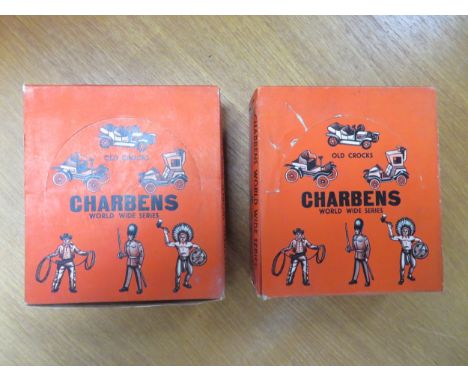 OLD CROCKS
CHARBENS
WORLD WIDE SERIES
CHARBENS WORLD WIDE SERIES
OLD CROCKS
CHARBENS
WORLD WIDE SERIES